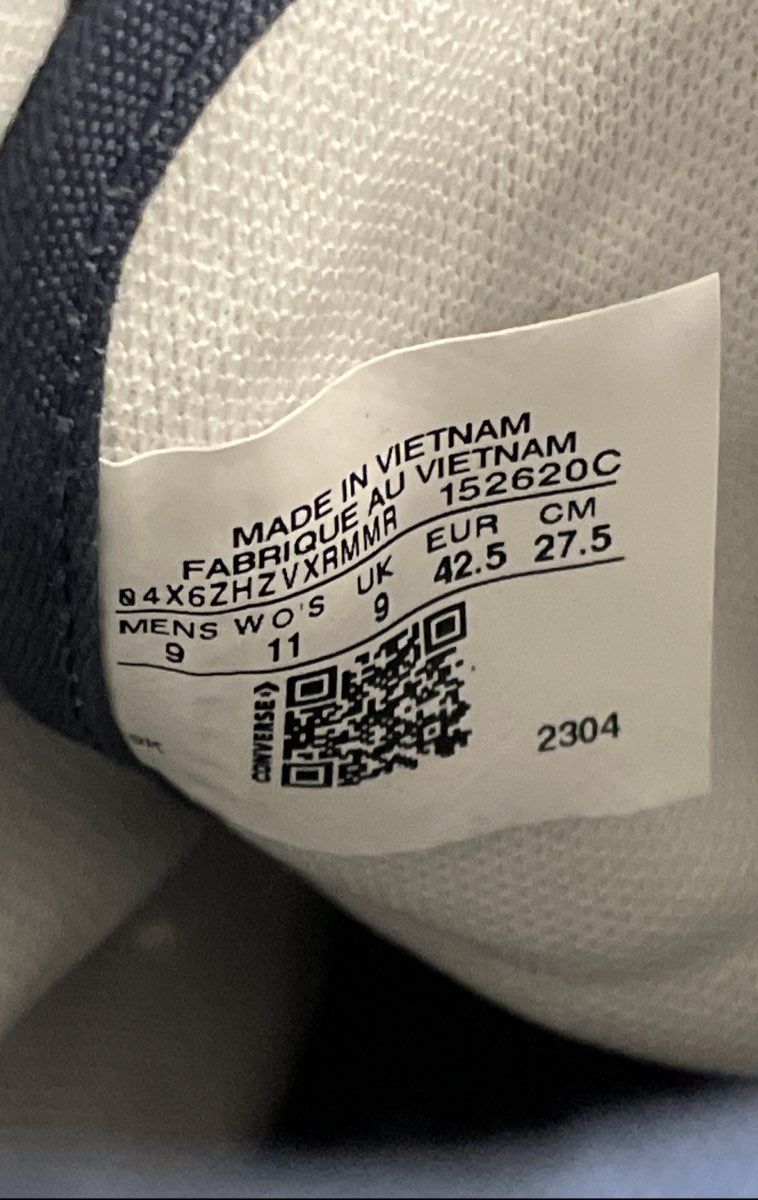 MADE IN VIETNAM
FABRIQUE AU VIETNAM
04X6ZHZVXRMMR 152620C
MENS WO'S UK EUR CM
9 11 9 42.5 27.5
CONVERSE
2304